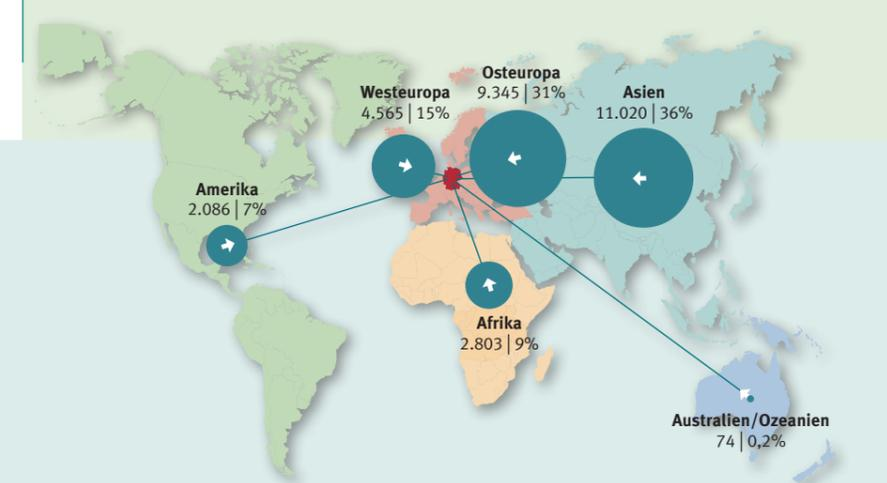 Osteuropa
9.345 | 31%
Westeuropa
4.565 | 15%
Asien
11.020 | 36%
Amerika
2.086 | 7%
Afrika
2.803 | 9%
Australien/Ozeanien
74 | 0,2%